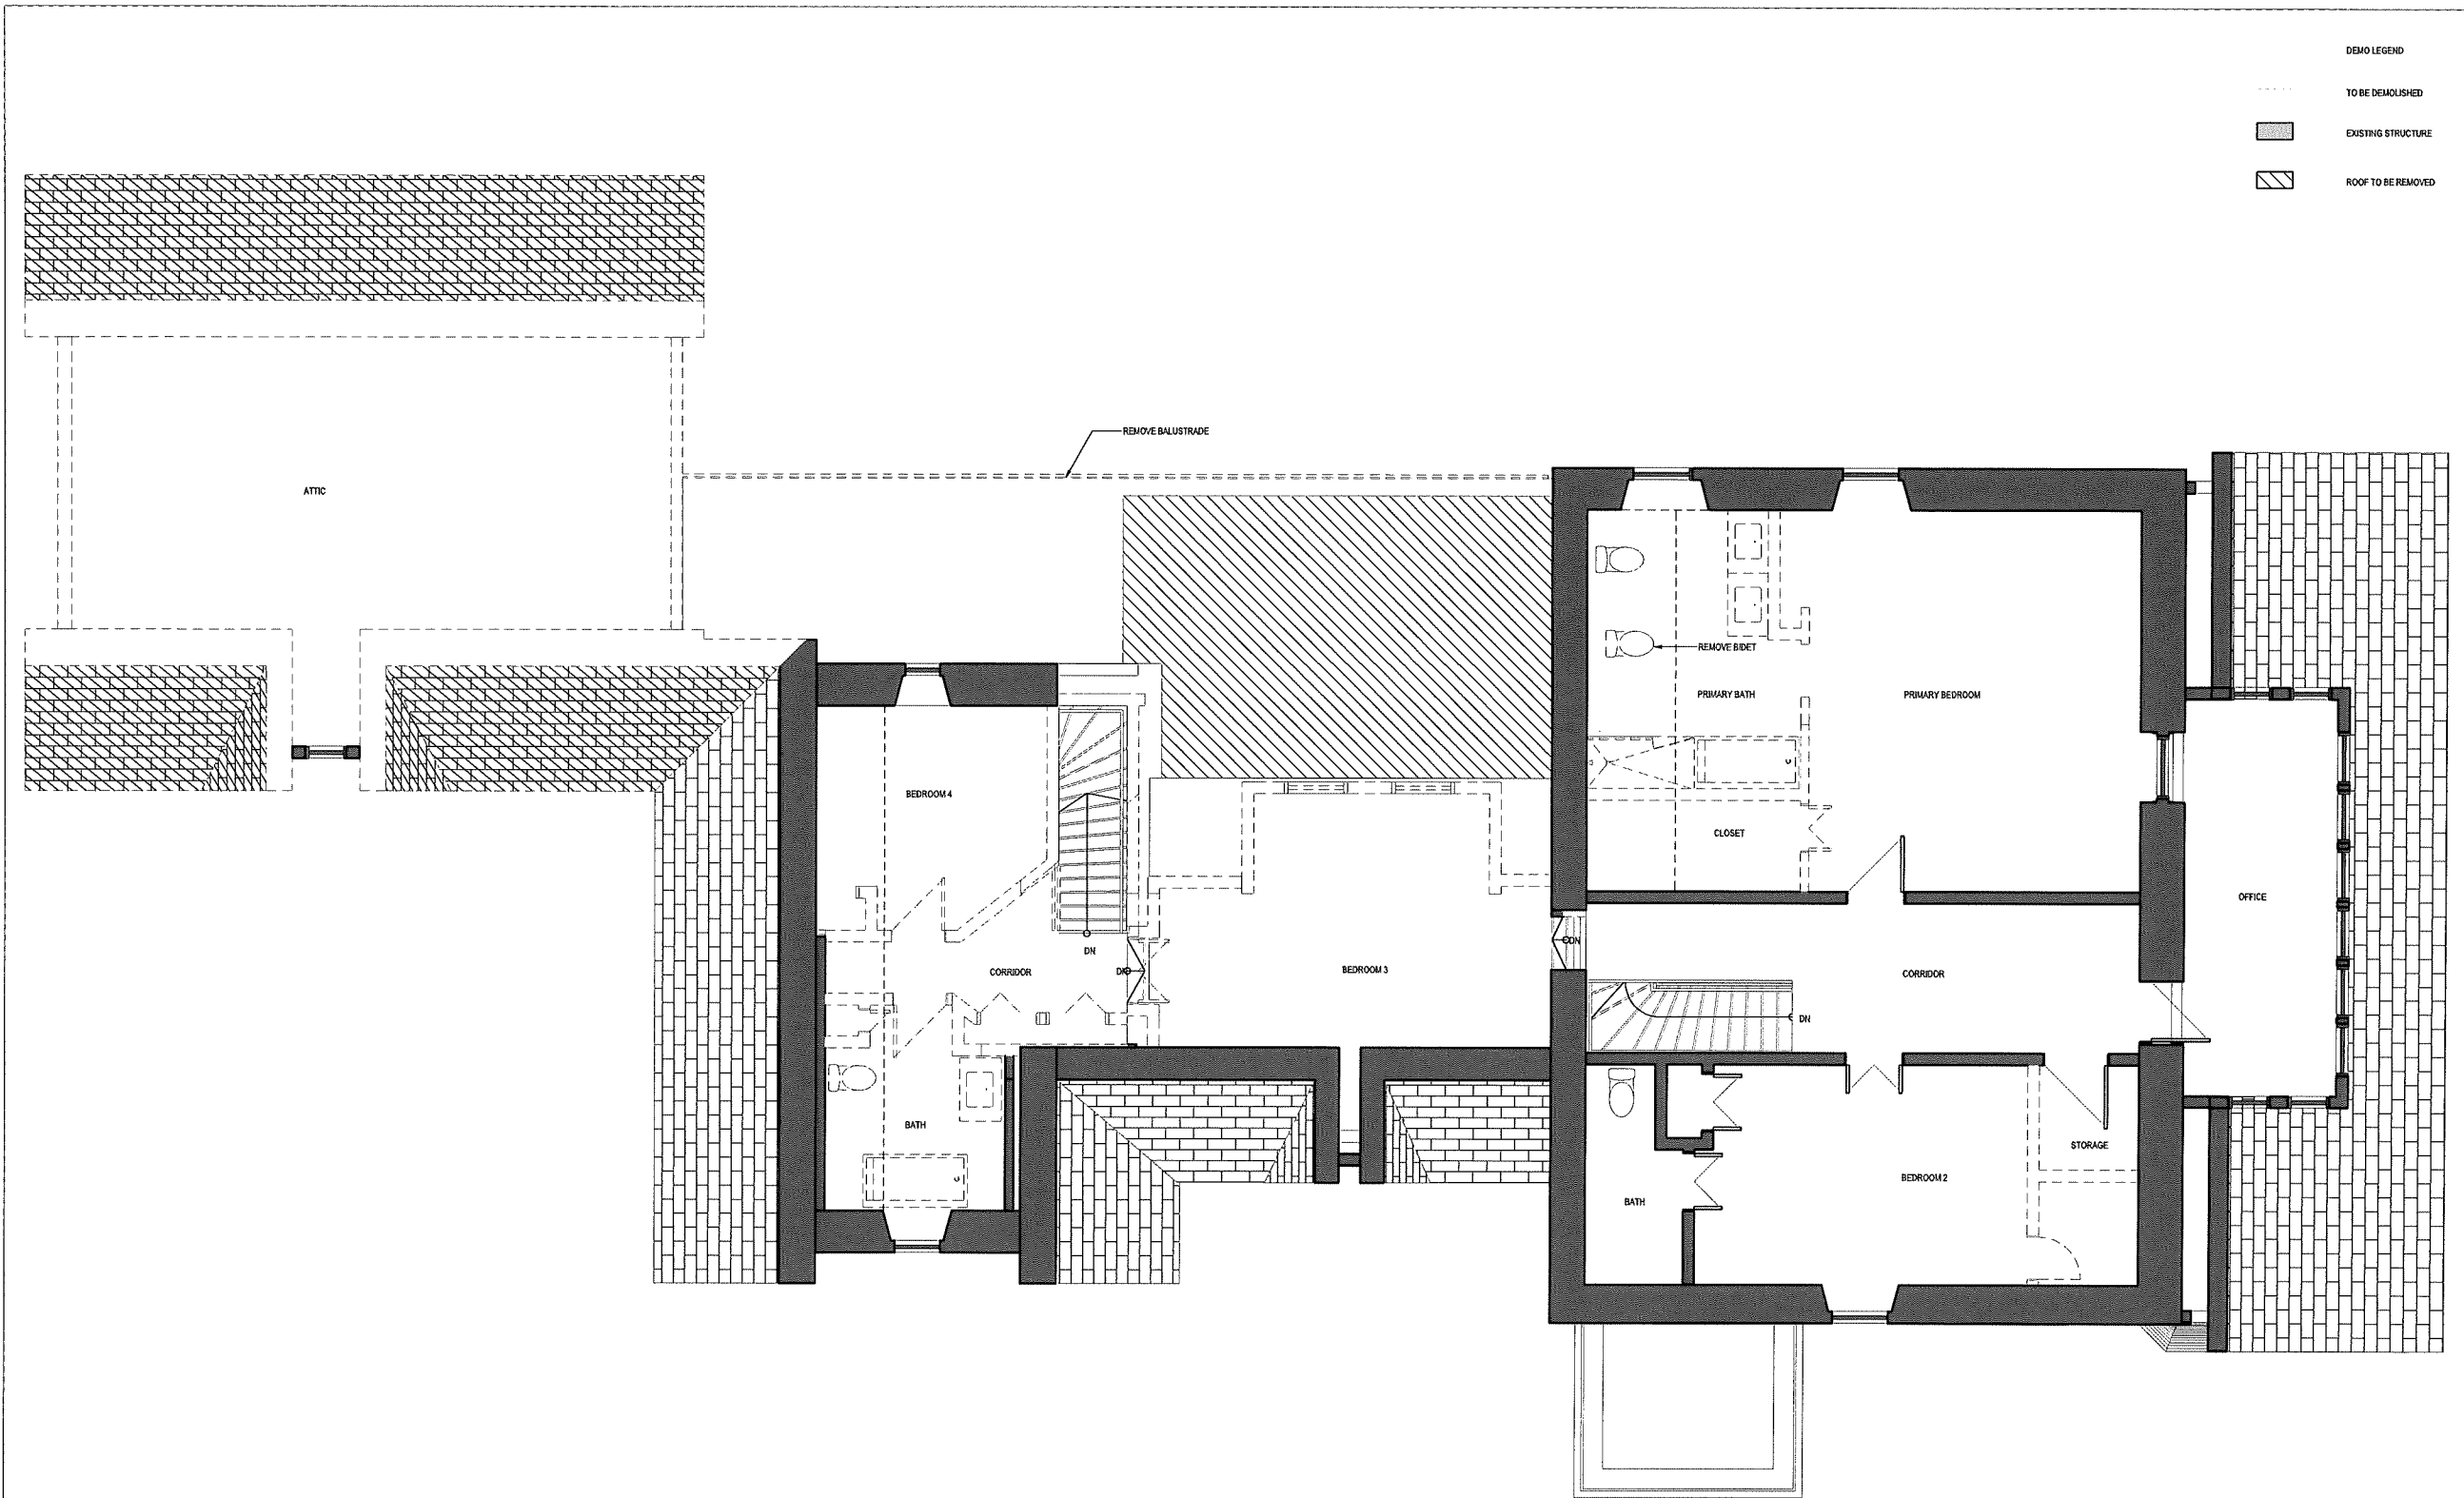 DEMO LEGEND
TO BE DEMOLISHED
EXISTING STRUCTURE
ROOF TO BE REMOVED
REMOVE BALUSTRADE
ATTIC
REMOVE BIDET
PRIMARY BATH
PRIMARY BEDROOM
BEDROOM 4
CLOSET
OFFICE
DN
DN
CORRIDOR
DN
BEDROOM 3
CORRIDOR
DN
BATH
STORAGE
BEDROOM 2
BATH